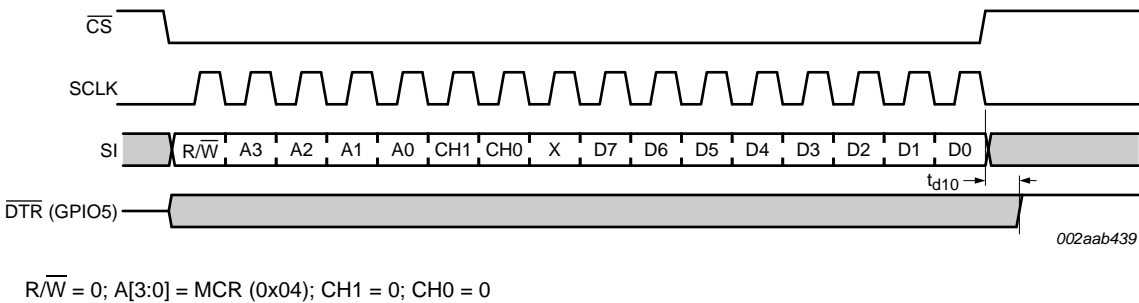 CS
SCLK
SI R/W A3 A2 A1 A0 CH1 CH0 X D7 D6 D5 D4 D3 D2 D1 D0
td10
DTR (GPIO5)
002aab439
R/W = 0; A[3:0] = MCR (0x04); CH1 = 0; CH0 = 0